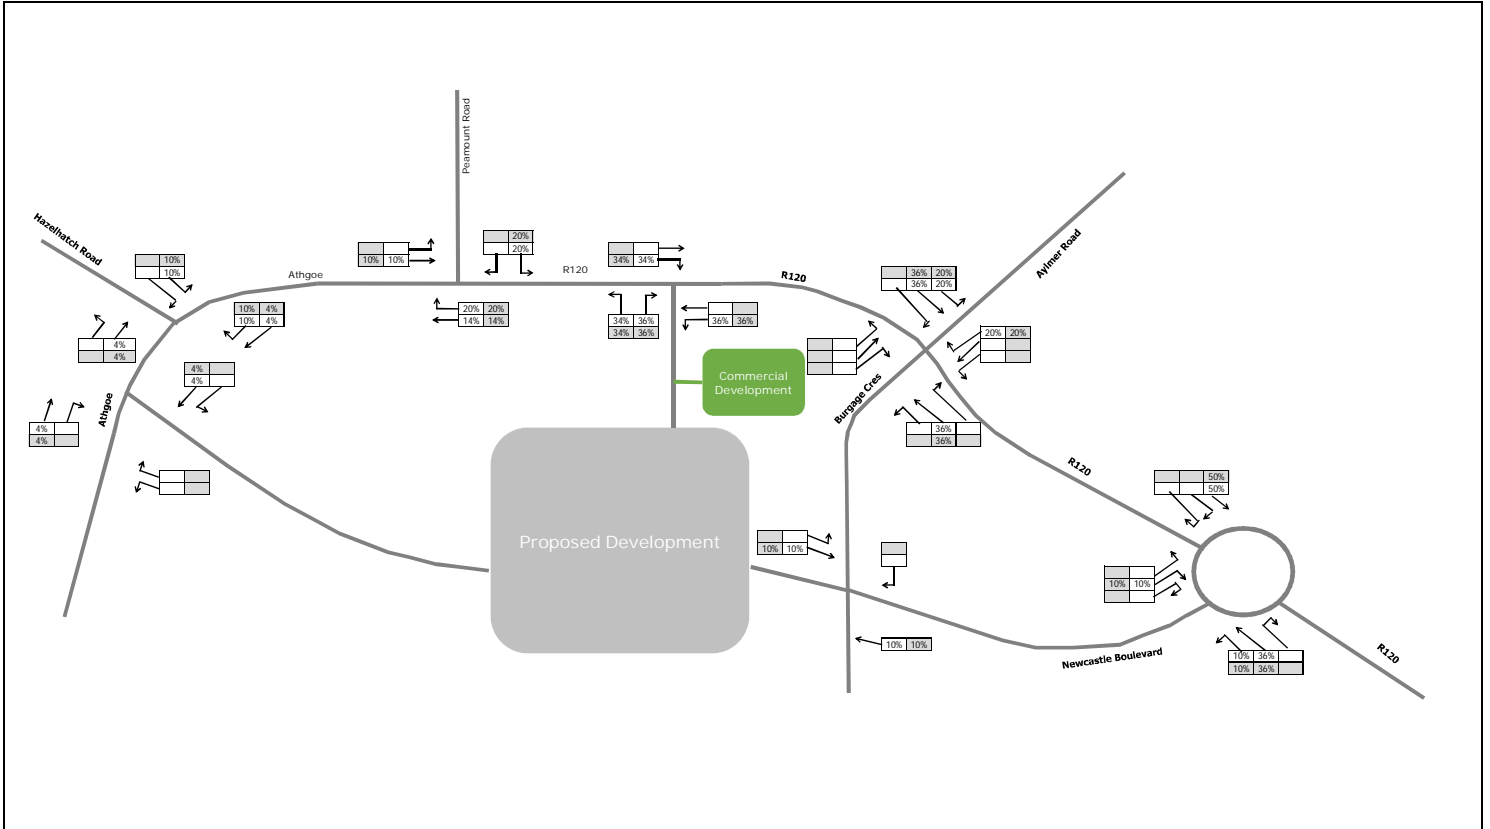 Peamount Road
Hazelhatch Road
20%
20%
R120
Aylmer Road
10%
10%
10% 10%
34% 34%
Athgoe
R120
R120
36% 20%
36% 20%
10% 4%
10% 4%
20% 20%
14% 14%
34% 36%
34% 36%
36% 36%
20% 20%
4%
4%
4%
4%
Commercial
Development
Burgage Cres
Athgoe
4%
4%
36%
36%
R120
50%
50%
Proposed Development
10% 10%
10% 10%
10% 10%
Newcastle Boulevard
10% 36%
10% 36%
R120